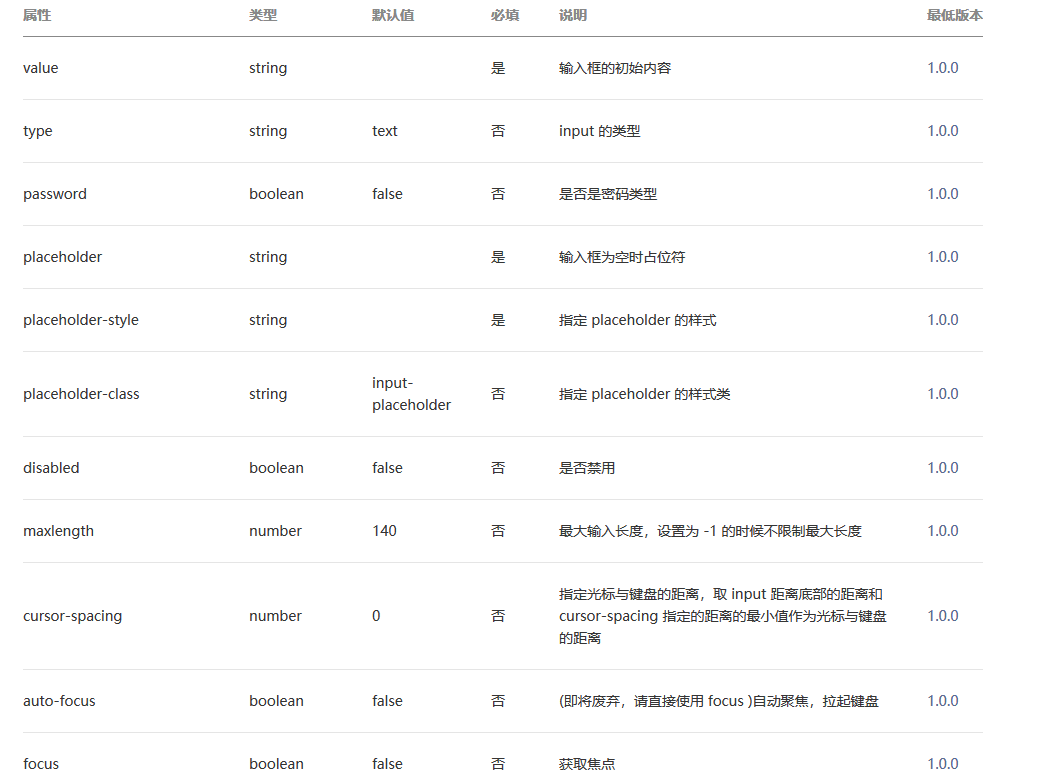 属性 类型 默认值 必填 说明 最低版本
value string 是 输入框的初始内容 1.0.0
type string text 否 input 的类型 1.0.0
password boolean false 否 是否是密码类型 1.0.0
placeholder string 是 输入框为空时占位符 1.0.0
placeholder-style string 是 指定 placeholder 的样式 1.0.0
input-
placeholder-class string 否 指定 placeholder 的样式类 1.0.0
placeholder
disabled boolean false 否 是否禁用 1.0.0
maxlength number 140 否 最大输入长度，设置为 -1 的时候不限制最大长度 1.0.0
指定光标与键盘的距离，取 input 距离底部的距离和
cursor-spacing number 0 否 cursor-spacing 指定的距离的最小值作为光标与键盘 1.0.0
的距离
auto-focus boolean false 否 (即将废弃，请直接使用 focus )自动聚焦，拉起键盘 1.0.0
focus boolean false 否 获取焦点 1.0.0